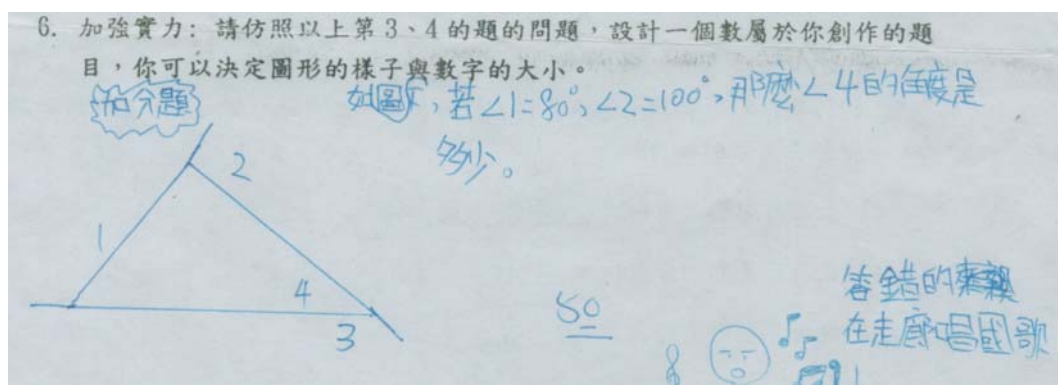 6. 加強實力：請仿照以上第 3、4 的題的問題，設計一個數屬於你創作的題
目，你可以決定圖形的樣子與數字的大小。
加分題
如圖，若∠1=80°，∠2=100°，那麼∠4的角度是
多少。
2
1
4
3
50
答錯的
在走廊唱國歌